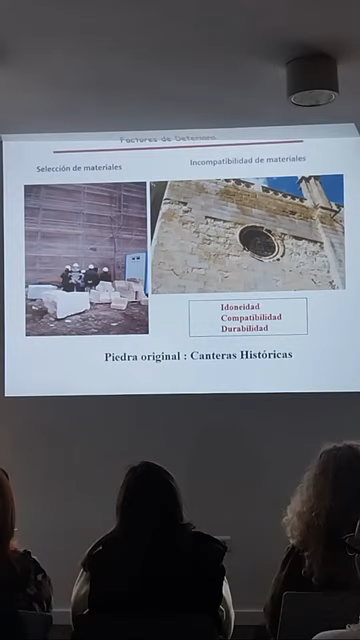 Factores de Deterioro
Selección de materiales
Incompatibilidad de materiales
Idoneidad
Compatibilidad
Durabilidad
Piedra original : Canteras Históricas